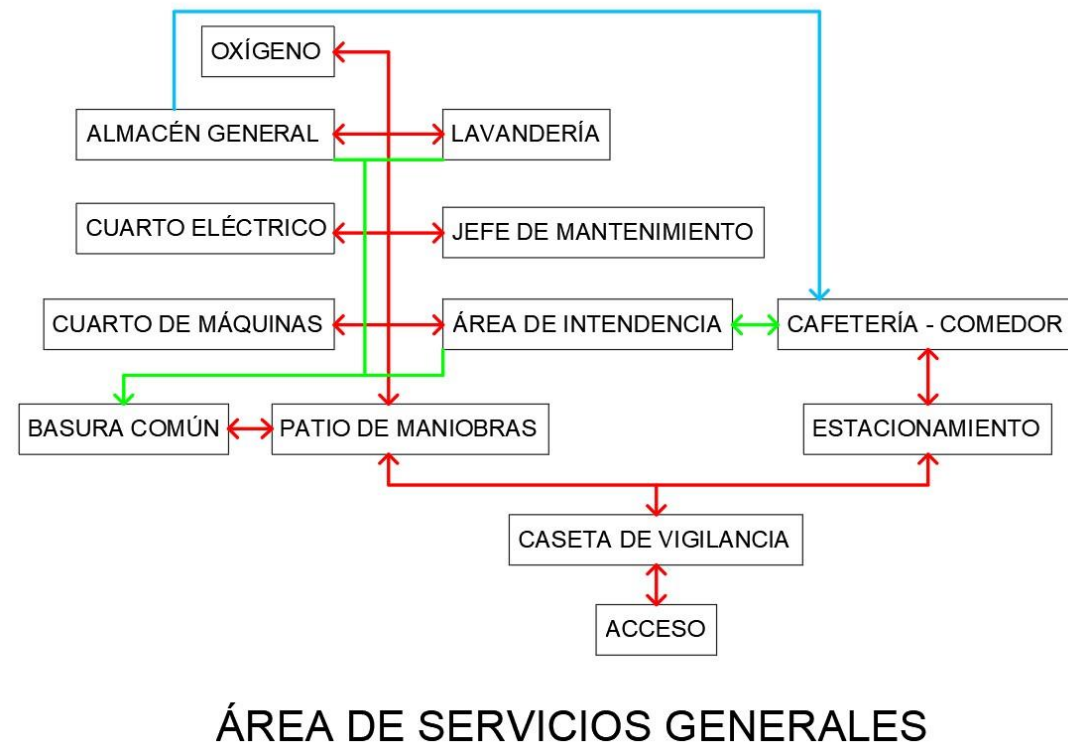 OXÍGENO
ALMACÉN GENERAL
LAVANDERÍA
CUARTO ELÉCTRICO
JEFE DE MANTENIMIENTO
CUARTO DE MÁQUINAS
ÁREA DE INTENDENCIA
CAFETERÍA - COMEDOR
BASURA COMÚN
PATIO DE MANIOBRAS
ESTACIONAMIENTO
CASETA DE VIGILANCIA
ACCESO
ÁREA DE SERVICIOS GENERALES